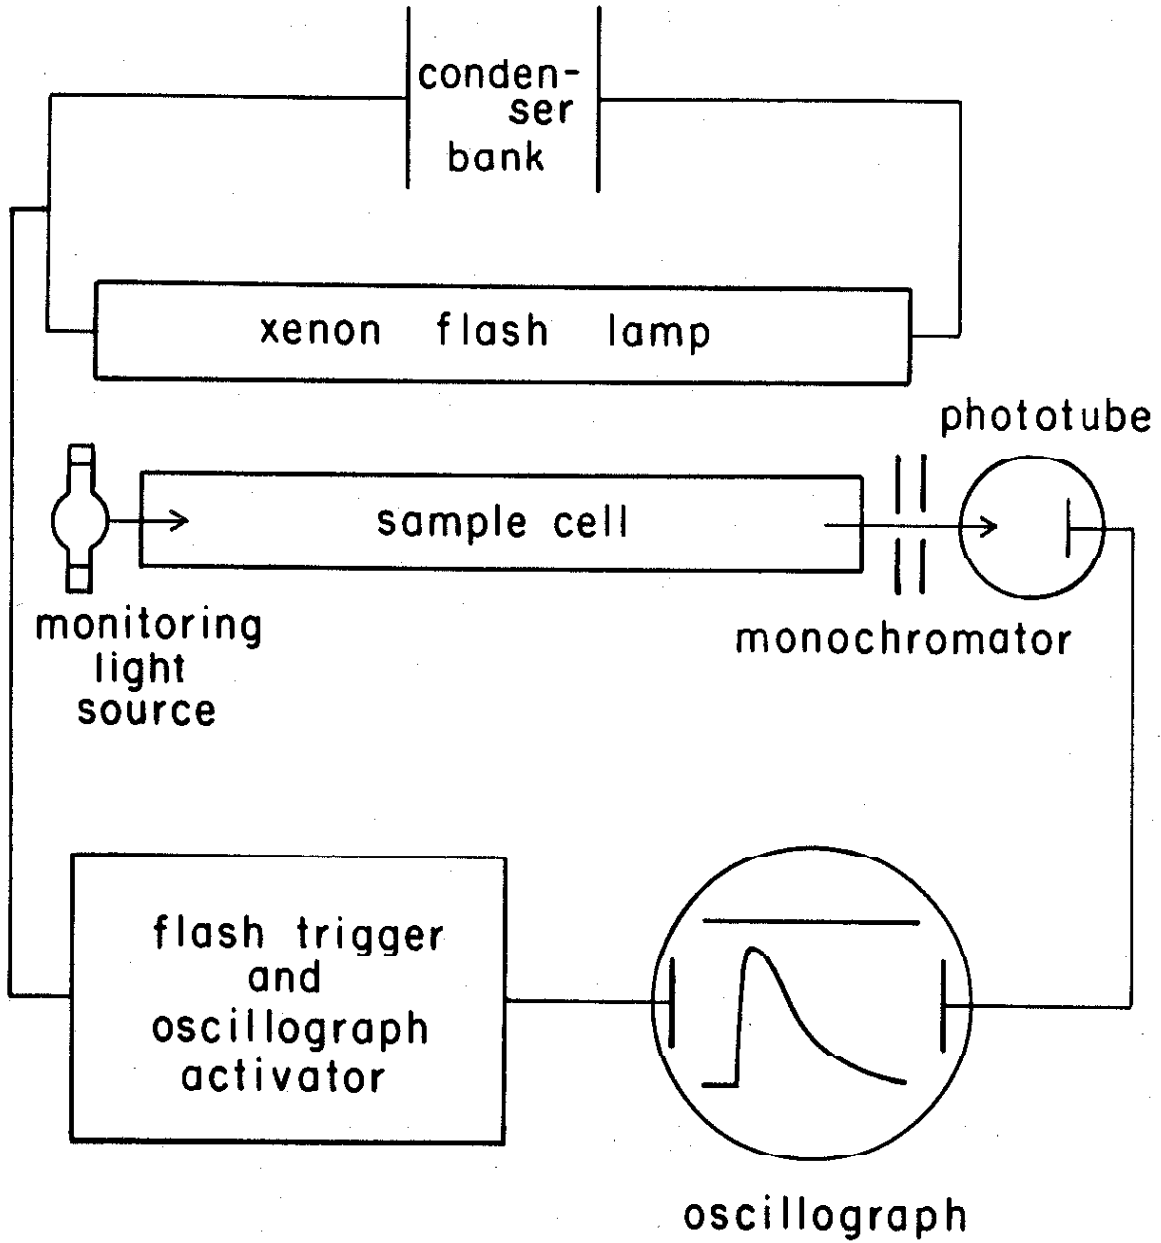 conden-
ser
bank
xenon flash lamp
phototube
sample cell
monitoring
light
source
monochromator
flash trigger
and
oscillograph
activator
oscillograph